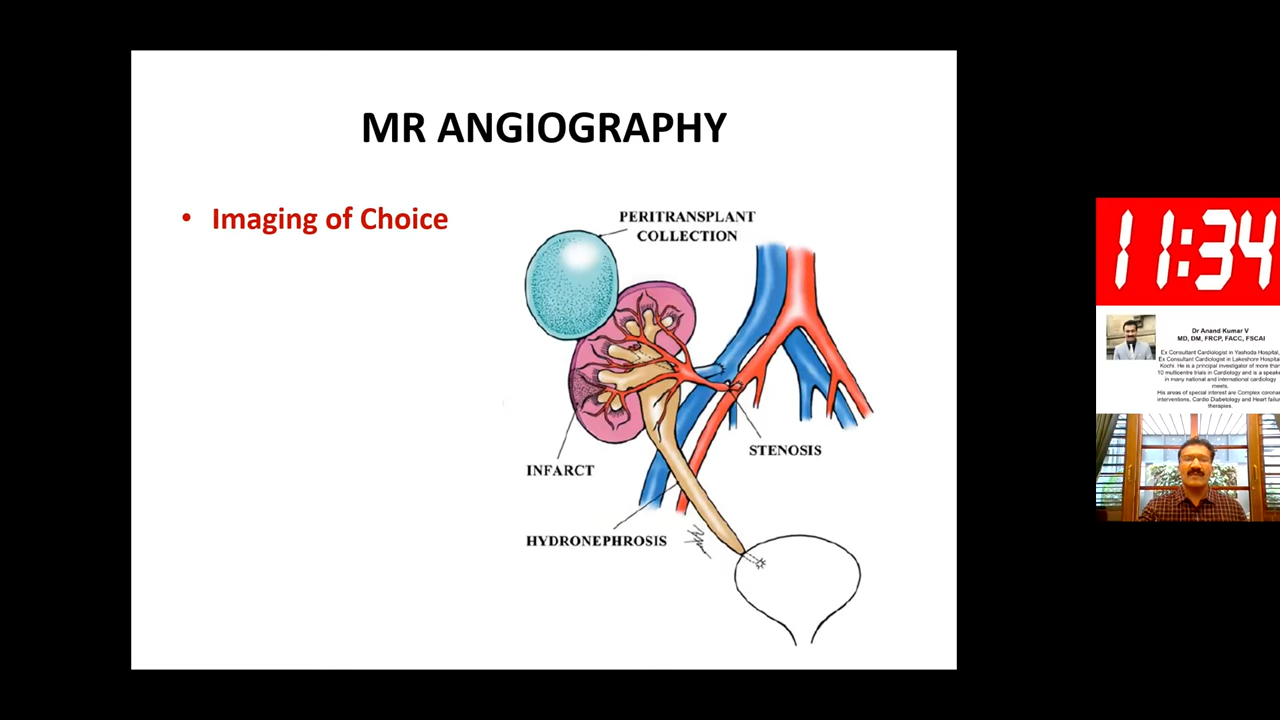 MR ANGIOGRAPHY
• Imaging of Choice
PERITRANSPLANT
COLLECTION
STENOSIS
INFARCT
HYDRONEPHROSIS
11:34
Dr Anand Kumar V
MD, DM, FRCP, FACC, FSCAI
Ex Consultant Cardiologist in Yashoda Hospital,
Ex Consultant Cardiologist in Lakeshore Hospital
Kochi. He is a principal investigator of more than
10 multicentre trials in Cardiology and is a speake
in many national and international cardiology
meets.
His areas of special interest are Complex coronar
interventions, Cardio Diabetology and Heart failur
therapies.